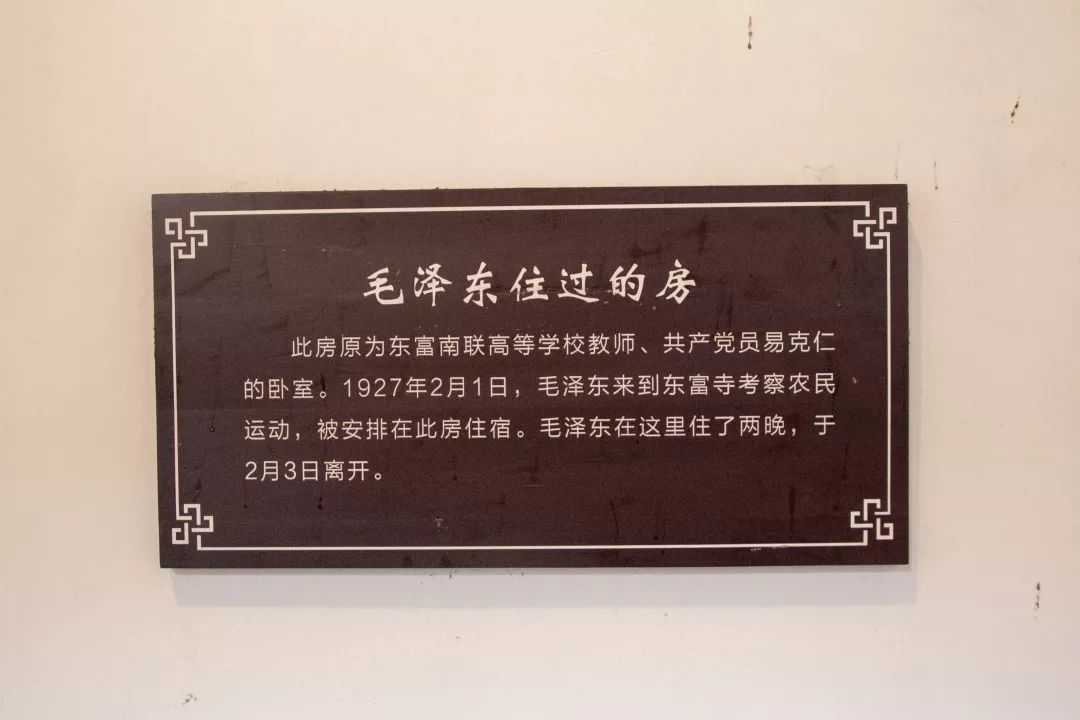 毛泽东住过的房
此房原为东富南联高等学校教师、共产党员易克仁
的卧室。1927年2月1日，毛泽东来到东富寺考察农民
运动，被安排在此房住宿。毛泽东在这里住了两晚，于
2月3日离开。